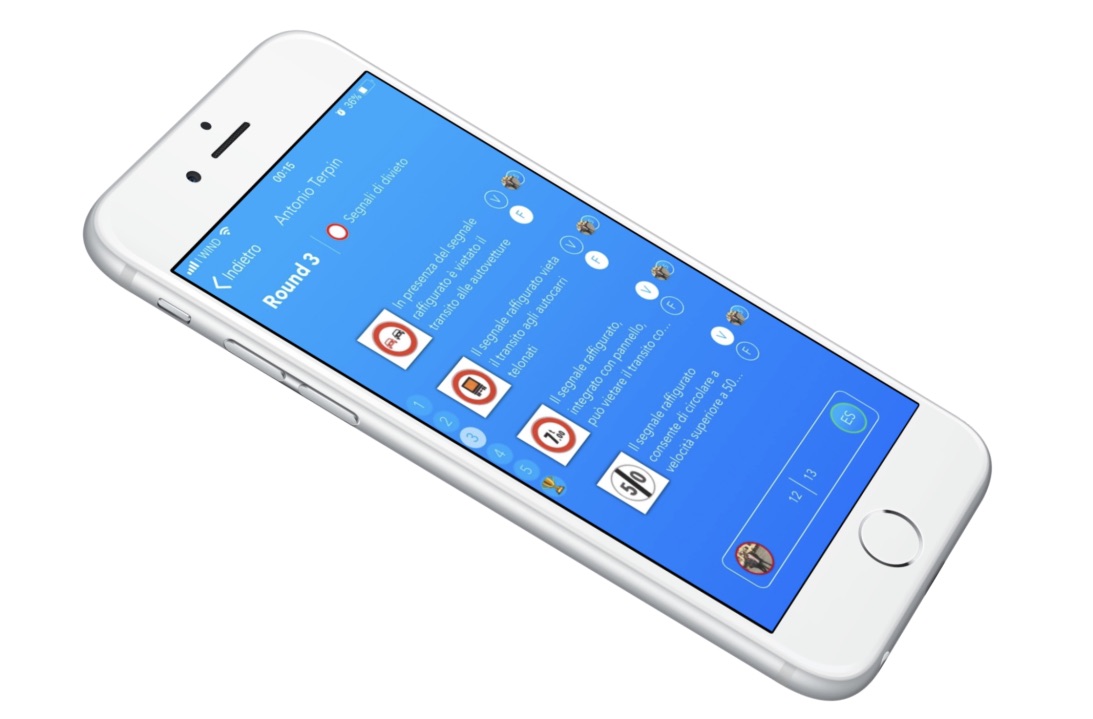 WIND
00:15
36%
Indietro
Antonio Terpin
Round 3
Segnali di divieto
In presenza del segnale
raffigurato è vietato il
transito alle autovetture
V
F
Il segnale raffigurato vieta
il transito agli autocarri
telonati
V
F
1
2
3
4
5
Il segnale raffigurato,
integrato con pannello,
può vietare il transito co...
V
F
Il segnale raffigurato
consente di circolare a
velocità superiore a 50...
50
V
F
12
13
ES